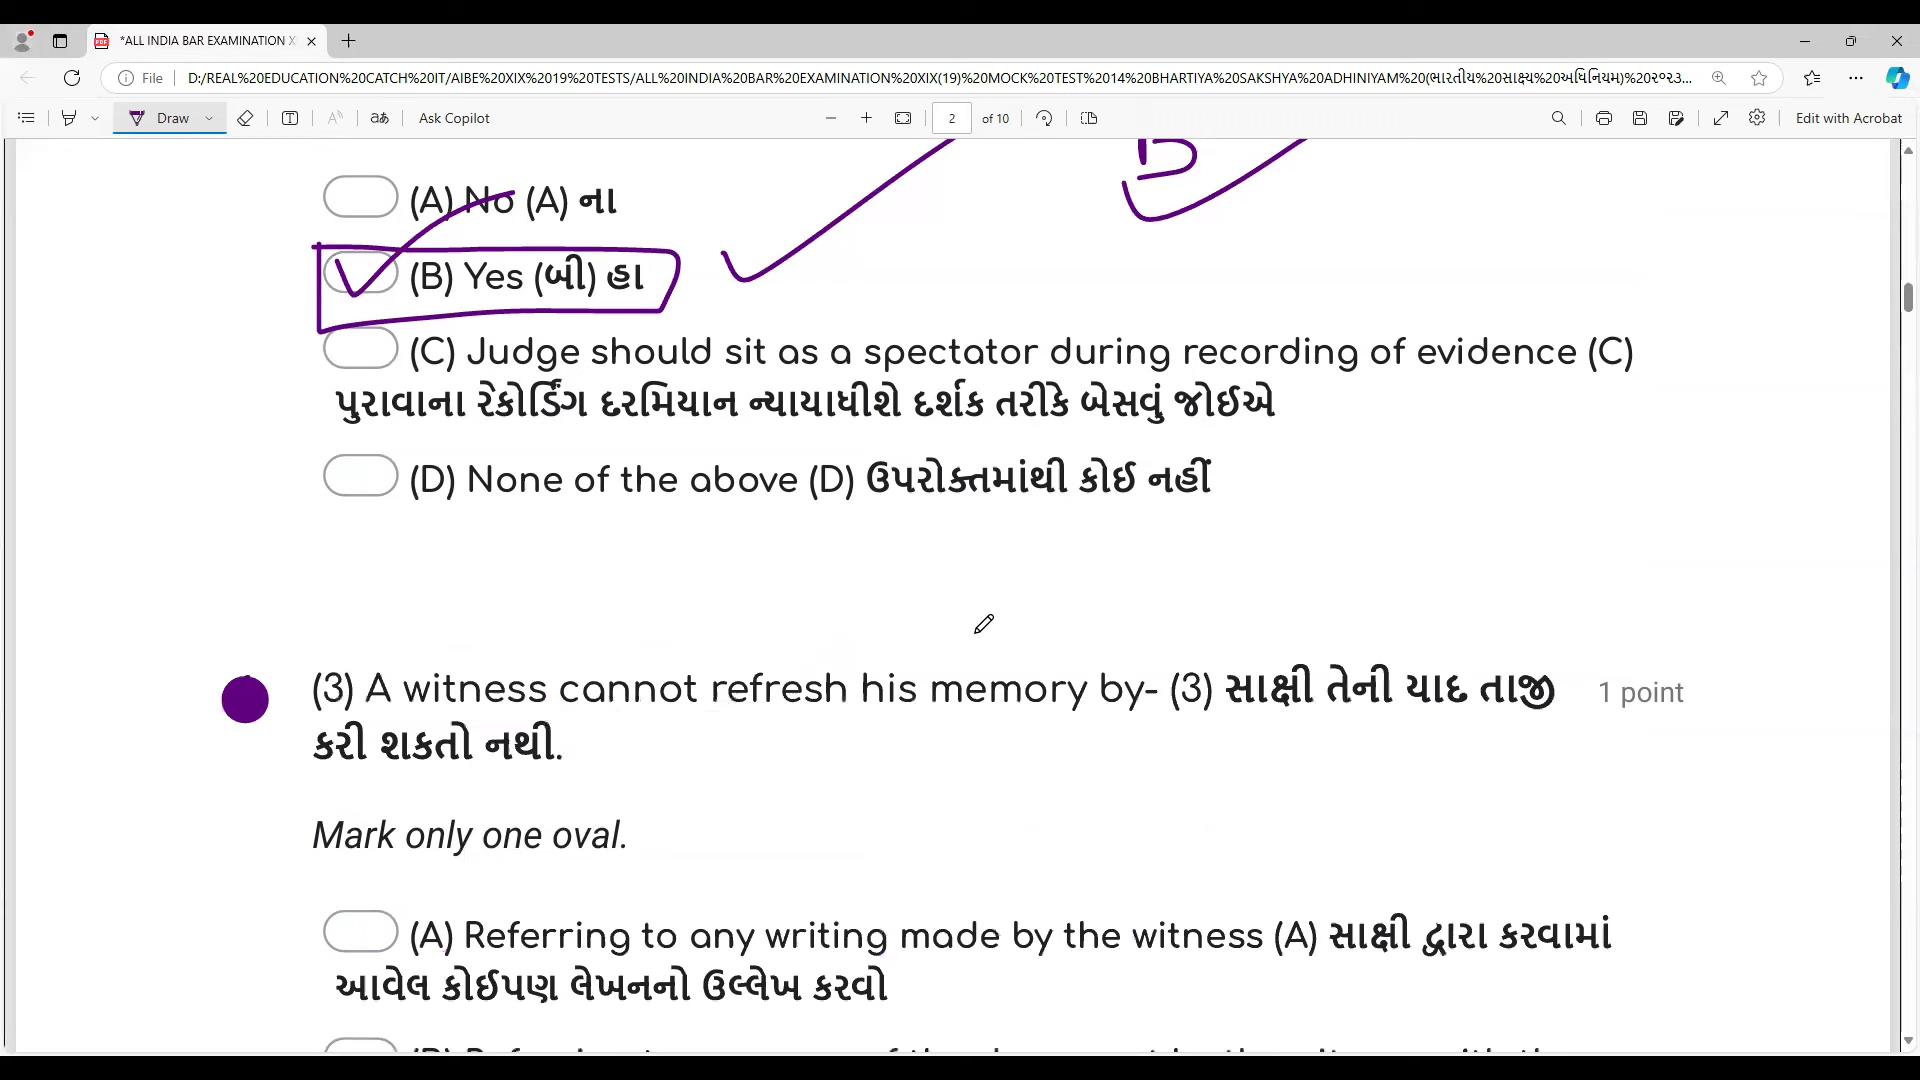 *ALL INDIA BAR EXAMINATION X
File D:/REAL%20EDUCATION%20CATCH%20IT/AIBE%20XIX%2019%20TESTS/ALL%20INDIA%20BAR%20EXAMINATION%20XIX(19)%20MOCK%20TEST%2014%20BHARTIYA%20SAKSHYA%20ADHINIYAM%20(ભારતીય%20સાક્ષ્ય%20અધિનિયમ)%20૨૦૨૩...
Draw Ask Copilot 2 of 10 Edit with Acrobat
B
(A) No (A) ના
(B) Yes (બી) હા
(C) Judge should sit as a spectator during recording of evidence (C)
પુરાવાના રેકોર્ડિંગ દરમિયાન ન્યાયાધીશે દર્શક તરીકે બેસવું જોઈએ
(D) None of the above (D) ઉપરોક્તમાંથી કોઈ નહીં
(3) A witness cannot refresh his memory by- (3) સાક્ષી તેની યાદ તાજી 1 point
કરી શકતો નથી.
Mark only one oval.
(A) Referring to any writing made by the witness (A) સાક્ષી દ્વારા કરવામાં
આવેલ કોઈપણ લેખનનો ઉલ્લેખ કરવો